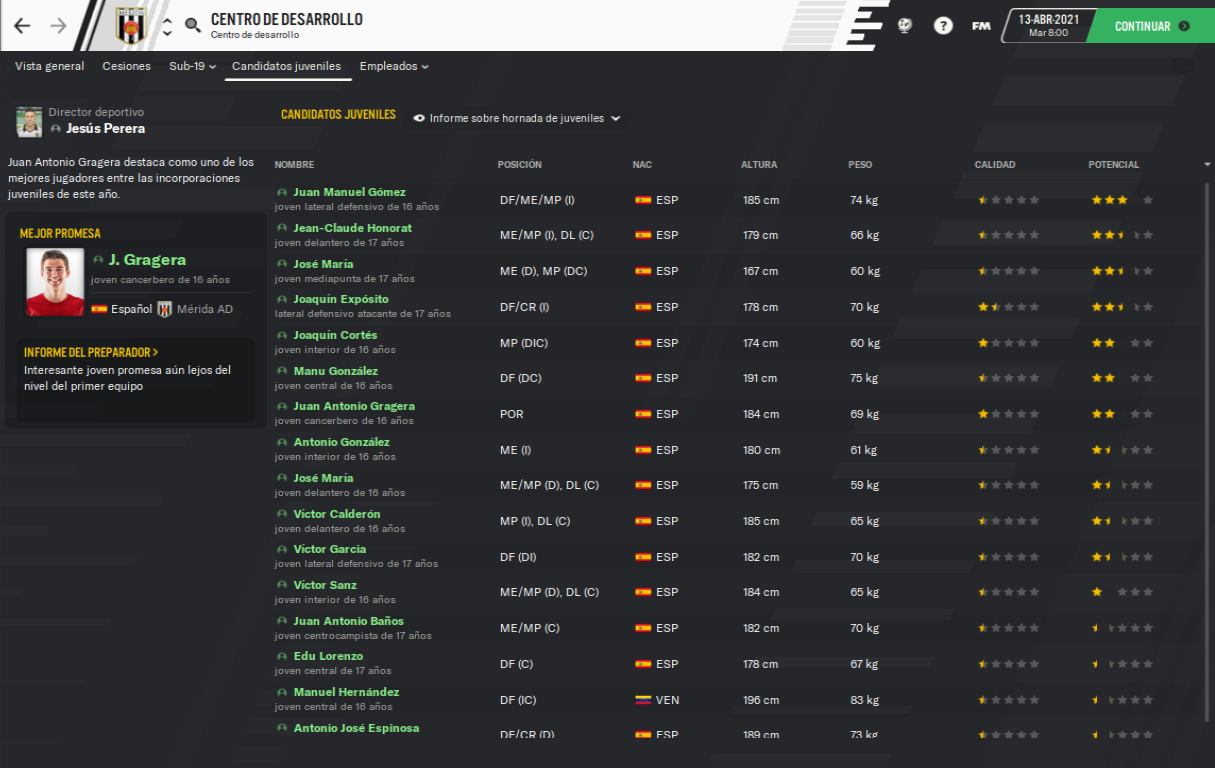 CENTRO DE DESARROLLO
Centro de desarrollo
?
FM
13-ABR-2021
Mar 8:00
CONTINUAR
Vista general Cesiones Sub-19 Candidatos juveniles Empleados
Director deportivo
Jesús Perera
Juan Antonio Gragera destaca como uno de los
mejores jugadores entre las incorporaciones
juveniles de este año.
MEJOR PROMESA
J. Gragera
joven cancerbero de 16 años
Español Mérida AD
INFORME DEL PREPARADOR >
Interesante joven promesa aún lejos del
nivel del primer equipo
CANDIDATOS JUVENILES Informe sobre hornada de juveniles
NOMBRE POSICIÓN NAC ALTURA PESO CALIDAD POTENCIAL
Juan Manuel Gómez
joven lateral defensivo de 16 años
DF/ME/MP (I) ESP 185 cm 74 kg
Jean-Claude Honorat
joven delantero de 17 años
ME/MP (I), DL (C) ESP 179 cm 66 kg
José María
joven mediapunta de 17 años
ME (D), MP (DC) ESP 167 cm 60 kg
Joaquín Expósito
lateral defensivo atacante de 17 años
DF/CR (I) ESP 178 cm 70 kg
Joaquín Cortés
joven interior de 16 años
MP (DIC) ESP 174 cm 60 kg
Manu González
joven central de 16 años
DF (DC) ESP 191 cm 75 kg
Juan Antonio Gragera
joven cancerbero de 16 años
POR ESP 184 cm 69 kg
Antonio González
joven interior de 16 años
ME (I) ESP 180 cm 61 kg
José María
joven delantero de 16 años
ME/MP (D), DL (C) ESP 175 cm 59 kg
Víctor Calderón
joven delantero de 16 años
MP (I), DL (C) ESP 185 cm 65 kg
Víctor García
joven lateral defensivo de 17 años
DF (DI) ESP 182 cm 70 kg
Víctor Sanz
joven interior de 16 años
ME/MP (D), DL (C) ESP 184 cm 65 kg
Juan Antonio Baños
joven centrocampista de 17 años
ME/MP (C) ESP 182 cm 70 kg
Edu Lorenzo
joven central de 17 años
DF (C) ESP 178 cm 67 kg
Manuel Hernández
joven central de 16 años
DF (IC) VEN 196 cm 83 kg
Antonio José Espinosa
DF/CR (D) ESP 189 cm 73 kg